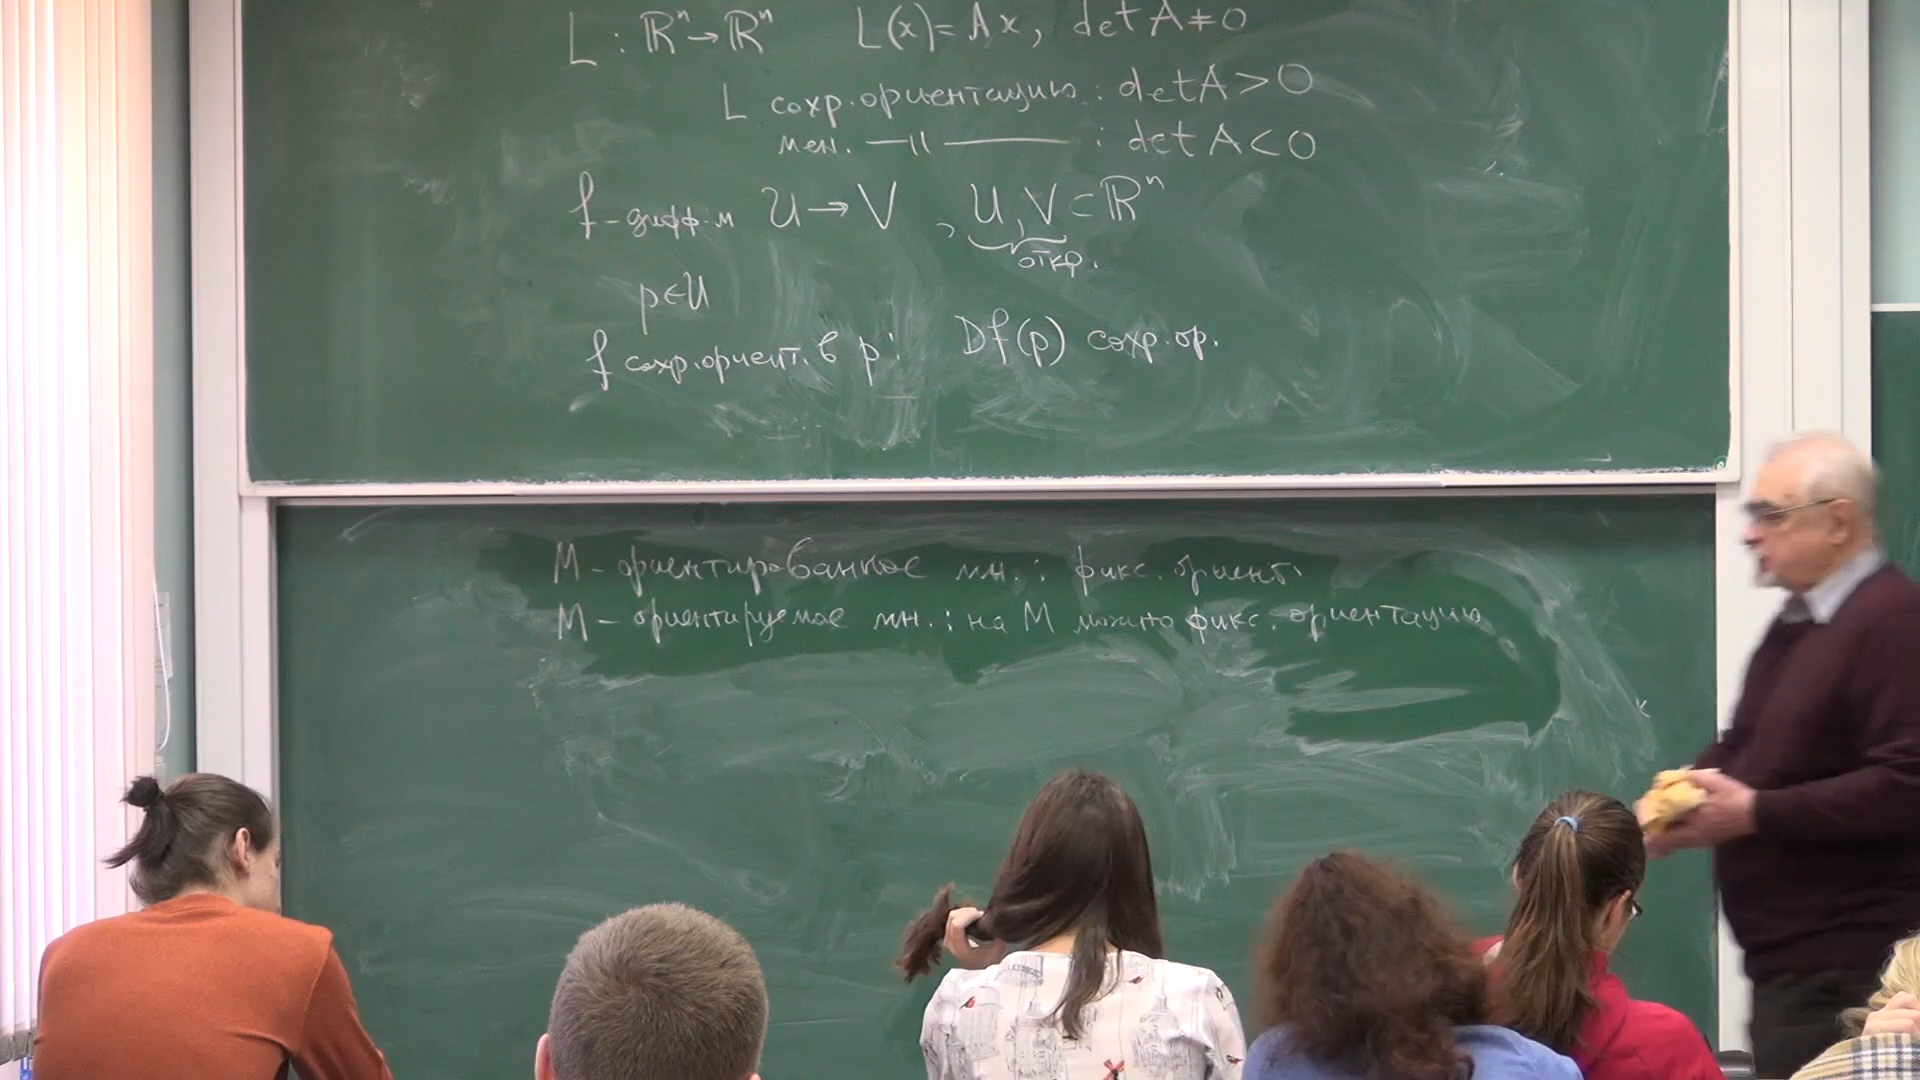 L : ℝⁿ → ℝⁿ L(x) = Ax, det A ≠ 0
L сохр. ориентацию : det A > 0
мен. —||— : det A < 0
f - дифф-м U → V , U, V ⊂ ℝⁿ
откр.
p ∈ U
f сохр. ориент. в p : Df(p) сохр. ор.
M - ориентированное мн. : фикс. ориент.
M - ориентируемое мн. : на M можно фикс. ориентацию